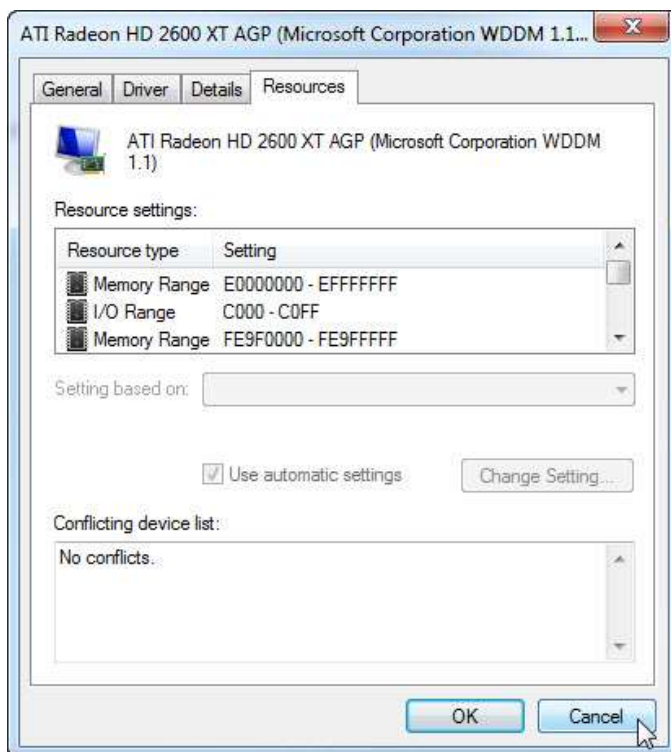 ATI Radeon HD 2600 XT AGP (Microsoft Corporation WDDM 1.1...
General Driver Details Resources
ATI Radeon HD 2600 XT AGP (Microsoft Corporation WDDM
1.1)
Resource settings:
Resource type Setting
Memory Range E0000000 - EFFFFFFF
I/O Range C000 - C0FF
Memory Range FE9F0000 - FE9FFFFF
Setting based on:
Use automatic settings Change Setting...
Conflicting device list:
No conflicts.
OK Cancel